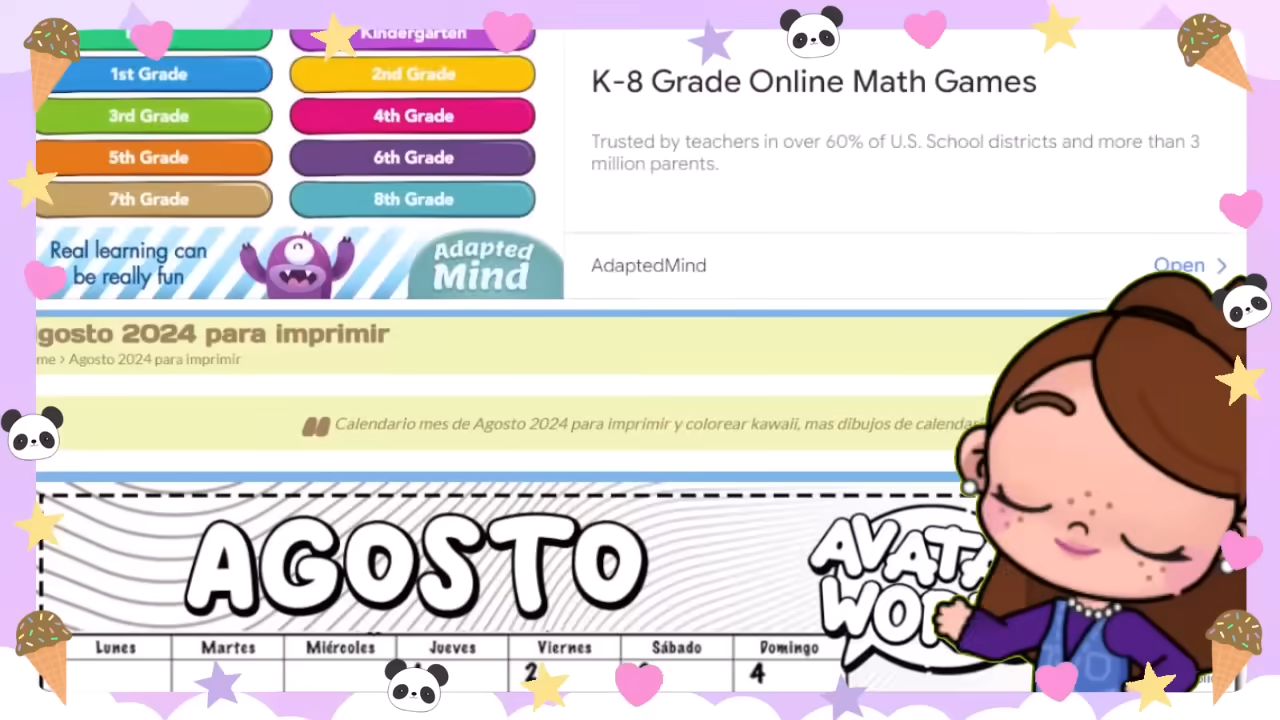 Kindergarten
1st Grade
2nd Grade
3rd Grade
4th Grade
5th Grade
6th Grade
7th Grade
8th Grade
Real learning can
be really fun
Adapted
Mind
K-8 Grade Online Math Games
Trusted by teachers in over 60% of U.S. School districts and more than 3
million parents.
AdaptedMind
Open
gosto 2024 para imprimir
me › Agosto 2024 para imprimir
Calendario mes de Agosto 2024 para imprimir y colorear kawaii, mas dibujos de calendar
AGOSTO
AVATA
WO
Lunes Martes Miércoles Jueves Viernes Sábado Domingo
2 4